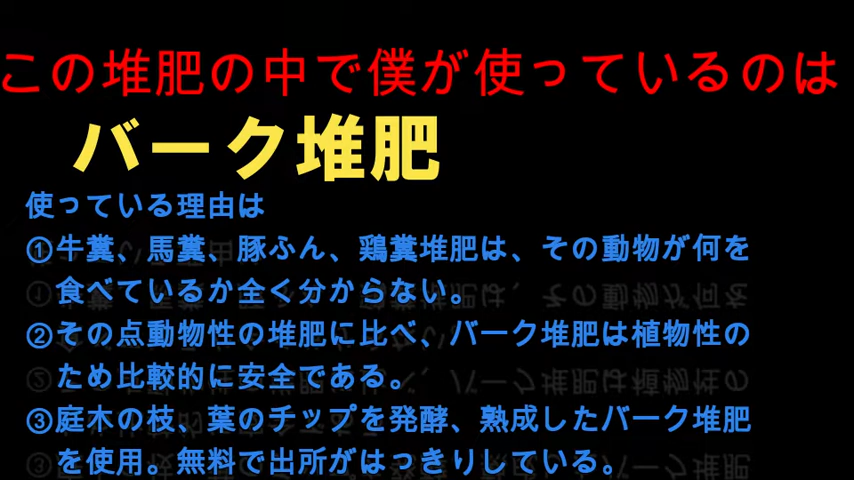 この堆肥の中で僕が使っているのは
バーク堆肥
使っている理由は
①牛糞、馬糞、豚ふん、鶏糞堆肥は、その動物が何を
食べているか全く分からない。
②その点動物性の堆肥に比べ、バーク堆肥は植物性の
ため比較的に安全である。
③庭木の枝、葉のチップを発酵、熟成したバーク堆肥
を使用。無料で出所がはっきりしている。